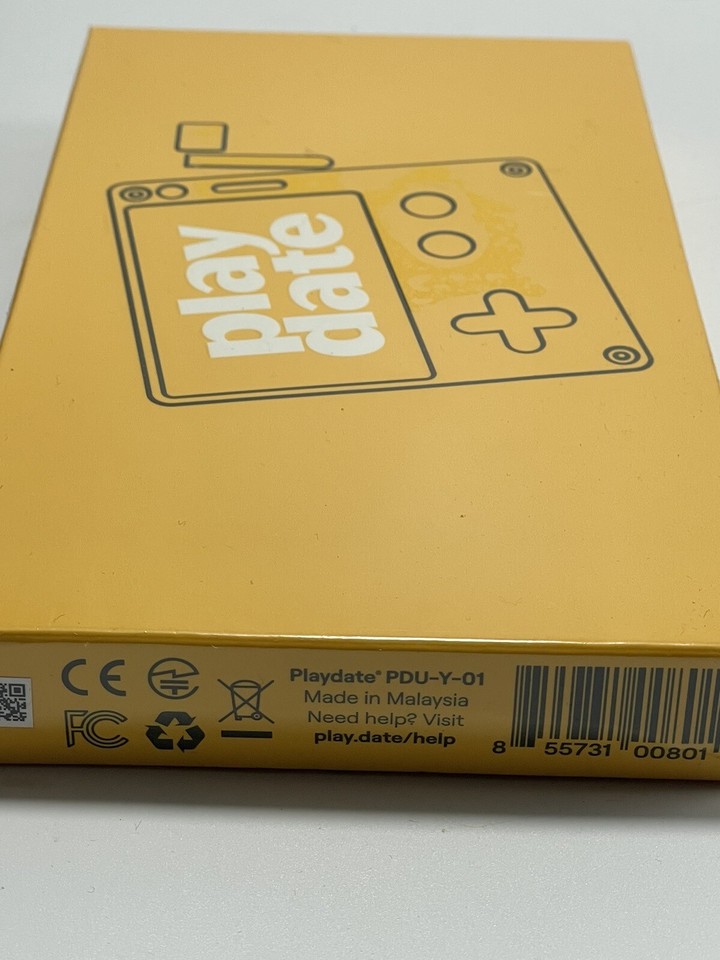 play
date
CE
FC
Playdate® PDU-Y-01
Made in Malaysia
Need help? Visit
play.date/help
8 55731 00801